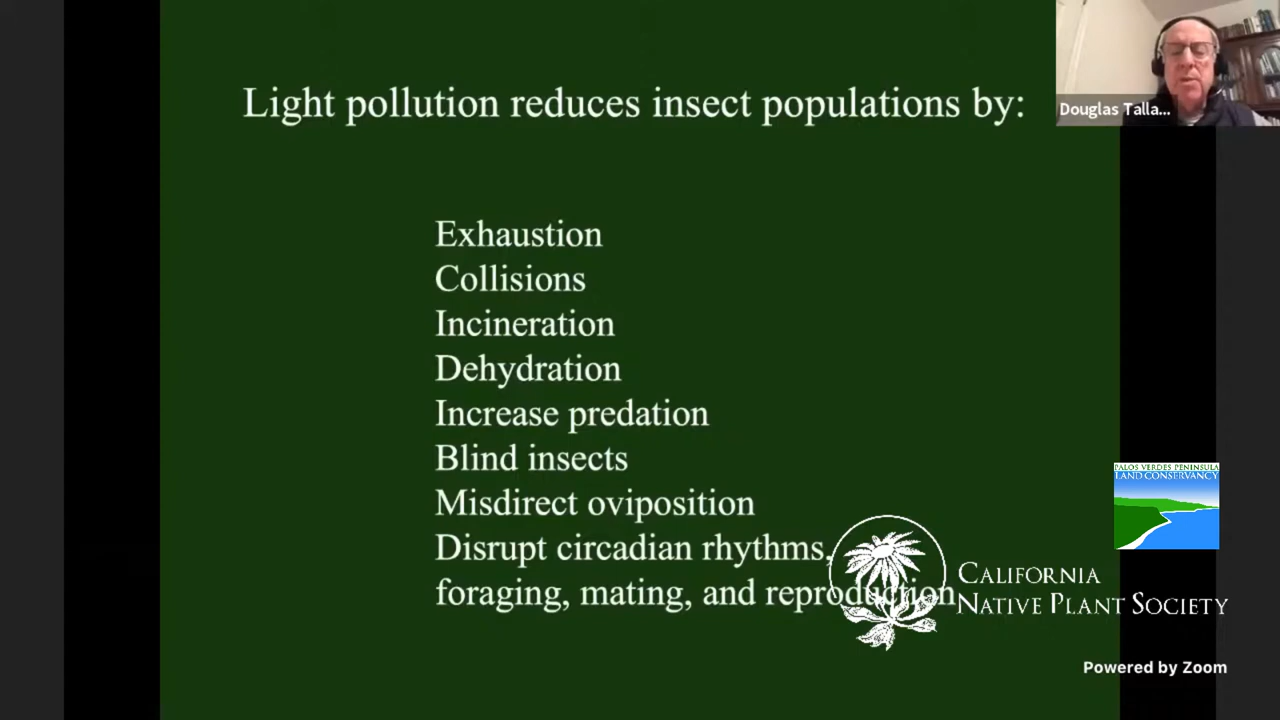 Light pollution reduces insect populations by:
Douglas Talla...
Exhaustion
Collisions
Incineration
Dehydration
Increase predation
Blind insects
Misdirect oviposition
Disrupt circadian rhythms,
foraging, mating, and reproduction
PALOS VERDES PENINSULA
LAND CONSERVANCY
CALIFORNIA
NATIVE PLANT SOCIETY
Powered by Zoom